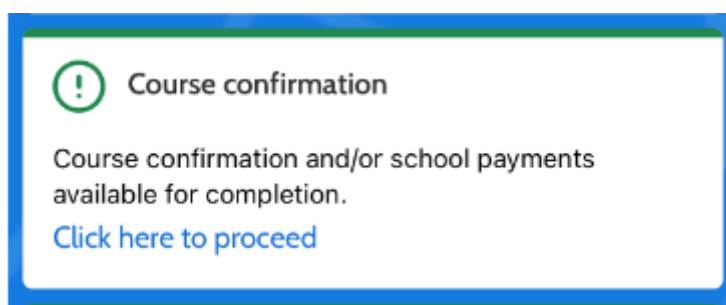 Course confirmation
Course confirmation and/or school payments
available for completion.
Click here to proceed